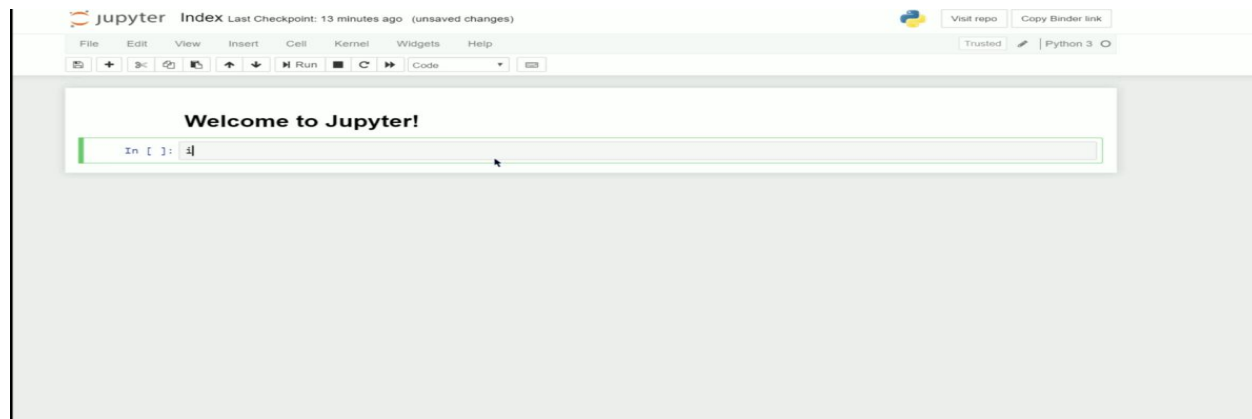 jupyter Index Last Checkpoint: 13 minutes ago (unsaved changes) Visit repo Copy Binder link
File Edit View Insert Cell Kernel Widgets Help Trusted Python 3
Run Code
Welcome to Jupyter!
In [ ]: i